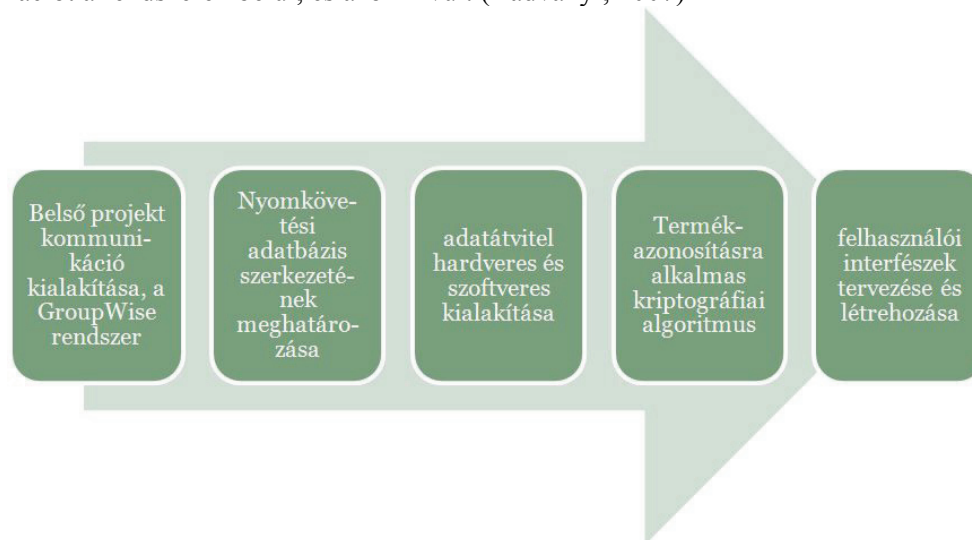 Belső projekt
kommuni-
káció
kialakítása, a
GroupWise
rendszer
Nyomköve-
tési
adatbázis
szerkezeté-
nek
meghatáro-
zása
adatátvitel
hardveres és
szoftveres
kialakítása
Termék-
azonosításra
alkalmas
kriptográfiai
algoritmus
felhasználói
interfészek
tervezése és
létrehozása